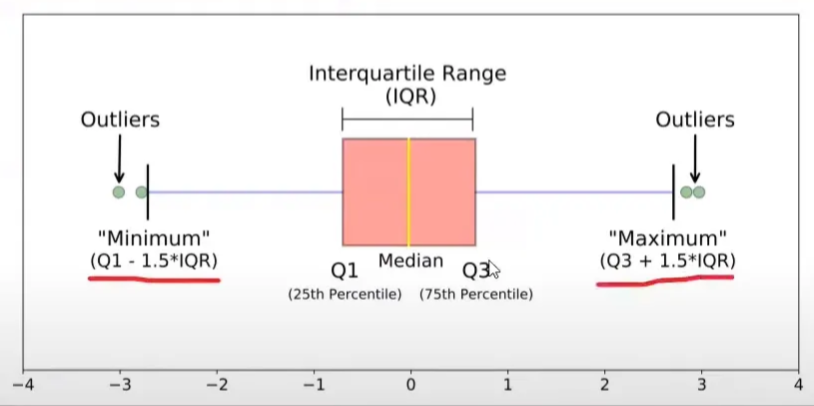 Interquartile Range
(IQR)
Outliers
Outliers
"Minimum"
(Q1 - 1.5*IQR)
"Maximum"
(Q3 + 1.5*IQR)
Q1
Median
Q3
(25th Percentile)
(75th Percentile)
−4
−3
−2
−1
0
1
2
3
4